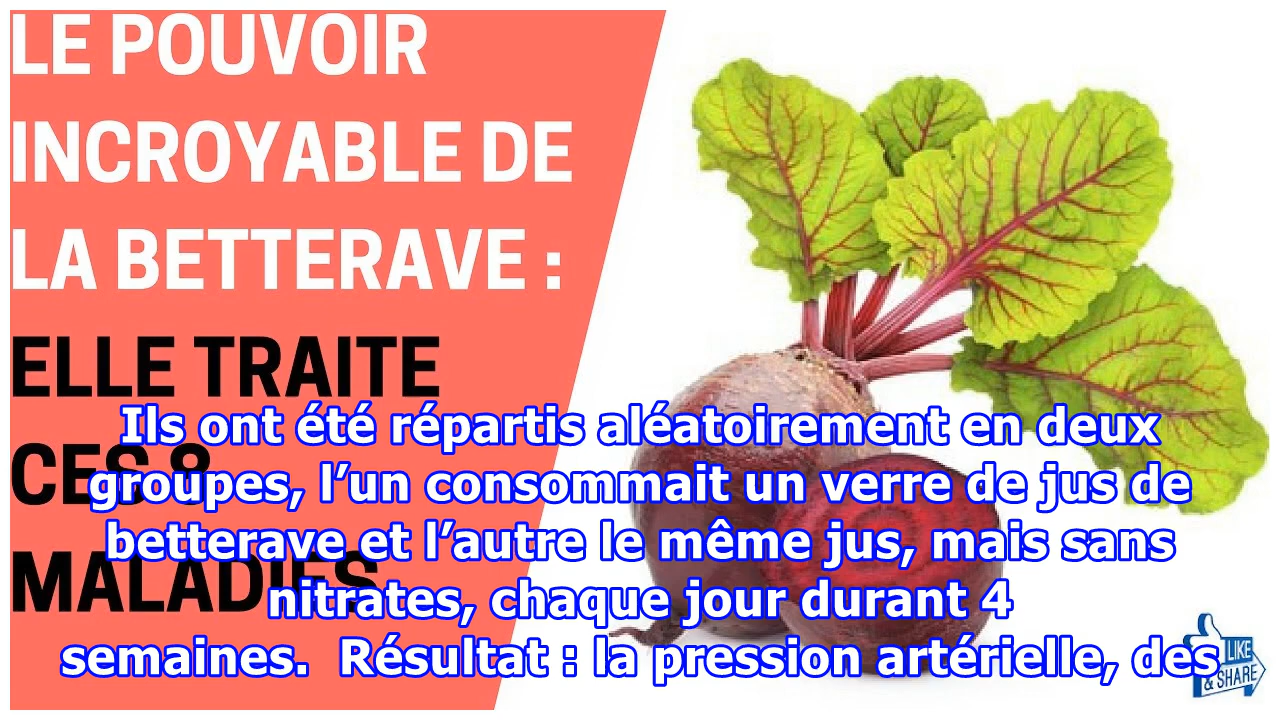 LE POUVOIR
INCROYABLE DE
LA BETTERAVE :
ELLE TRAITE
CES 8
MALADIES
Ils ont été répartis aléatoirement en deux
groupes, l’un consommait un verre de jus de
betterave et l’autre le même jus, mais sans
nitrates, chaque jour durant 4
semaines.  Résultat : la pression artérielle, des
LIKE
& SHARE